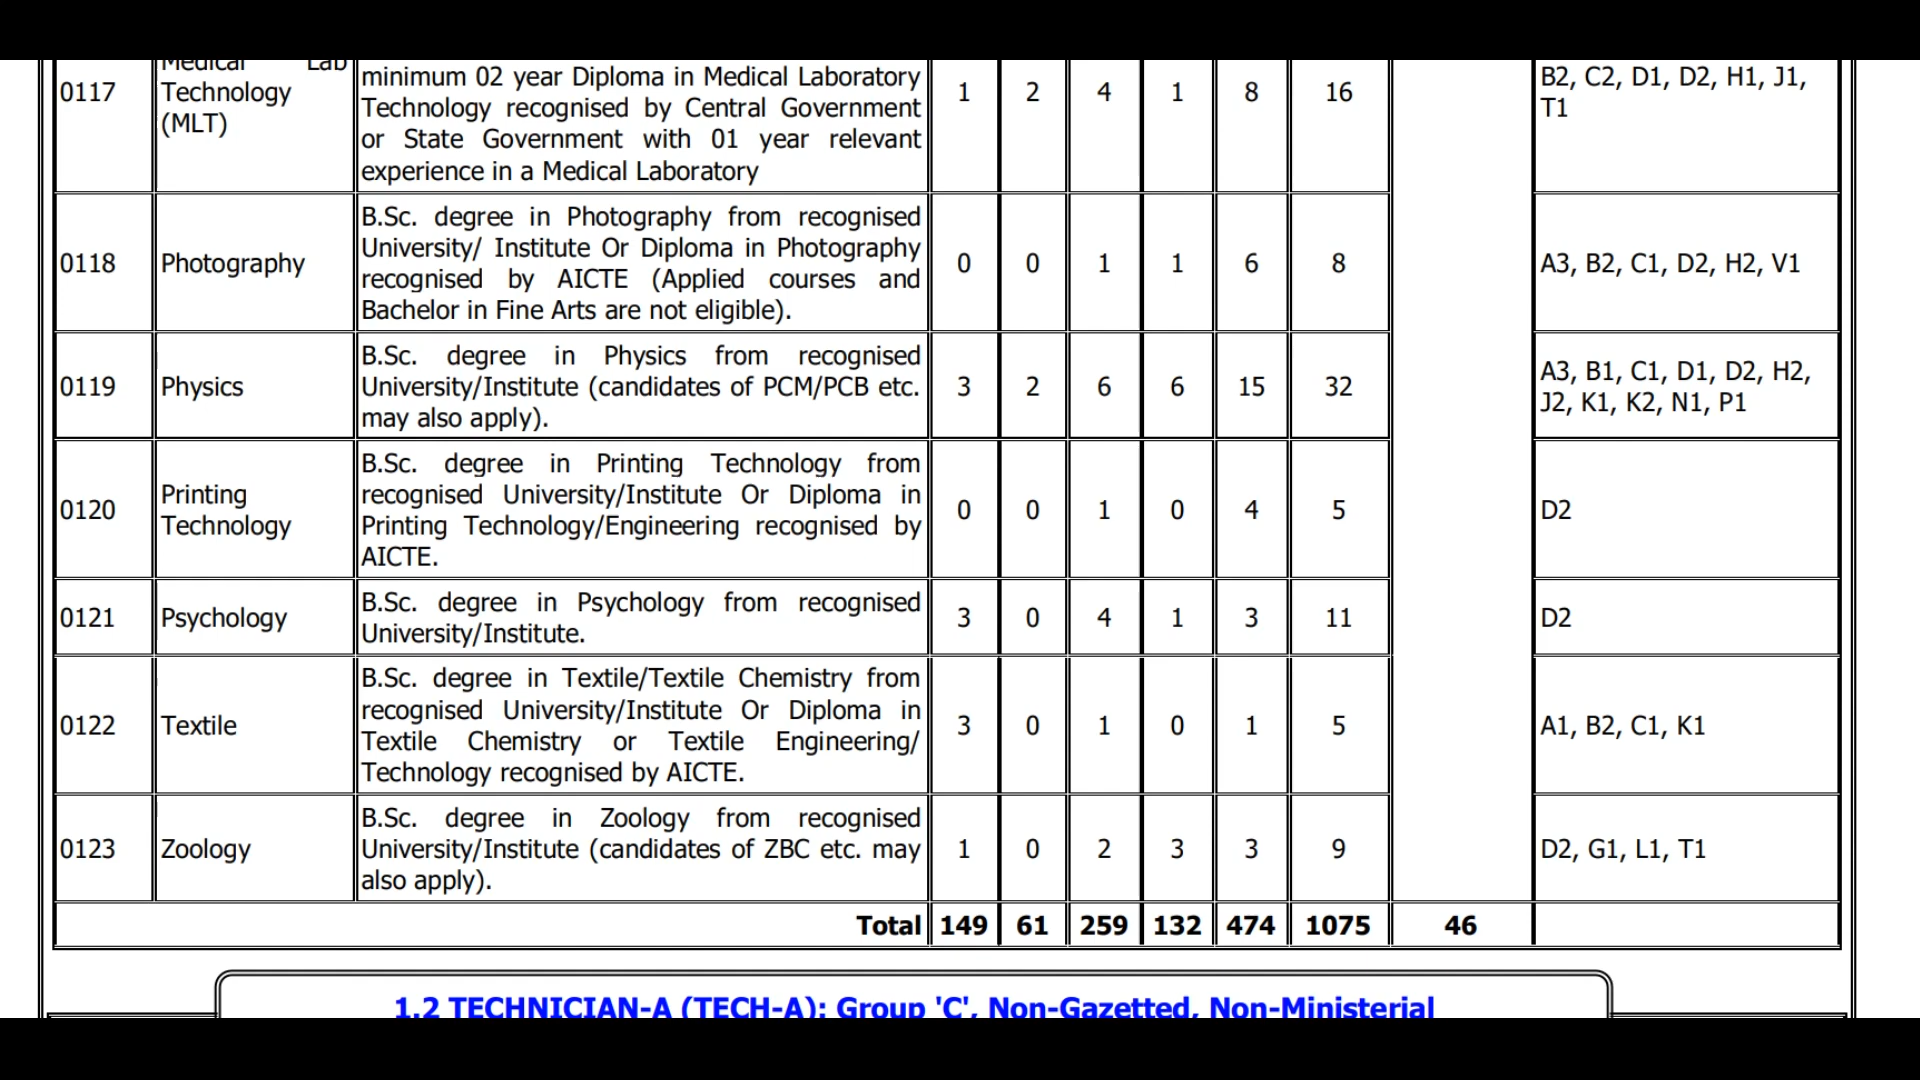 0117
Medical Lab
Technology
(MLT)
minimum 02 year Diploma in Medical Laboratory
Technology recognised by Central Government
or State Government with 01 year relevant
experience in a Medical Laboratory
1 2 4 1 8 16
B2, C2, D1, D2, H1, J1,
T1
0118
Photography
B.Sc. degree in Photography from recognised
University/ Institute Or Diploma in Photography
recognised by AICTE (Applied courses and
Bachelor in Fine Arts are not eligible).
0 0 1 1 6 8
A3, B2, C1, D2, H2, V1
0119
Physics
B.Sc. degree in Physics from recognised
University/Institute (candidates of PCM/PCB etc.
may also apply).
3 2 6 6 15 32
A3, B1, C1, D1, D2, H2,
J2, K1, K2, N1, P1
0120
Printing
Technology
B.Sc. degree in Printing Technology from
recognised University/Institute Or Diploma in
Printing Technology/Engineering recognised by
AICTE.
0 0 1 0 4 5
D2
0121
Psychology
B.Sc. degree in Psychology from recognised
University/Institute.
3 0 4 1 3 11
D2
0122
Textile
B.Sc. degree in Textile/Textile Chemistry from
recognised University/Institute Or Diploma in
Textile Chemistry or Textile Engineering/
Technology recognised by AICTE.
3 0 1 0 1 5
A1, B2, C1, K1
0123
Zoology
B.Sc. degree in Zoology from recognised
University/Institute (candidates of ZBC etc. may
also apply).
1 0 2 3 3 9
D2, G1, L1, T1
Total 149 61 259 132 474 1075 46
1.2 TECHNICIAN-A (TECH-A): Group 'C', Non-Gazetted, Non-Ministerial